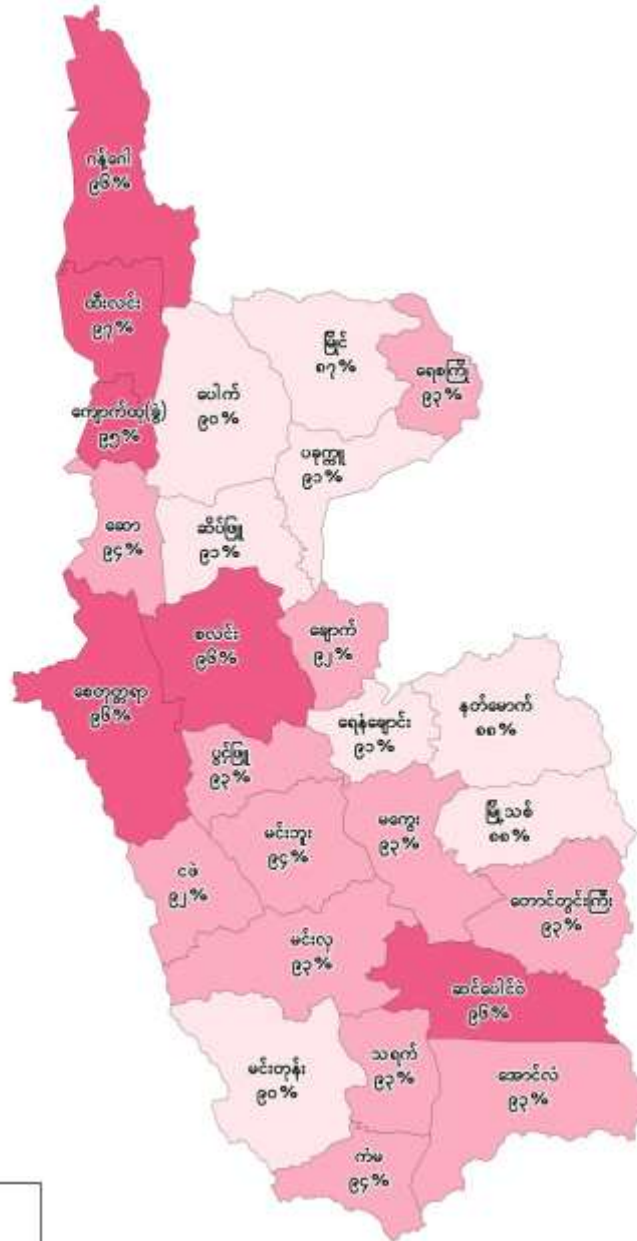 ဂန့်ဂေါ
၉၆%
ထီးလင်း
၉၇%
မြိုင်
၈၇%
ရေစကြို
၉၃%
ပေါက်
၉၀%
ကျောက်ထု(ခွဲ)
၉၅%
ပခုက္ကူ
၉၁%
ဆော
၉၄%
ဆိပ်ဖြူ
၉၁%
စလင်း
၉၆%
ချောက်
၉၂%
စေတုတ္တရာ
၉၆%
နတ်မောက်
၈၈%
ရေနံချောင်း
၉၁%
ပွင့်ဖြူ
၉၃%
မြို့သစ်
၈၈%
မကွေး
၉၃%
မင်းဘူး
၉၄%
ငဖဲ
၉၂%
တောင်တွင်းကြီး
၉၃%
မင်းလှ
၉၃%
ဆင်ပေါင်ဝဲ
၉၆%
သရက်
၉၃%
မင်းတုန်း
၉၀%
အောင်လံ
၉၃%
ကံမ
၉၄%